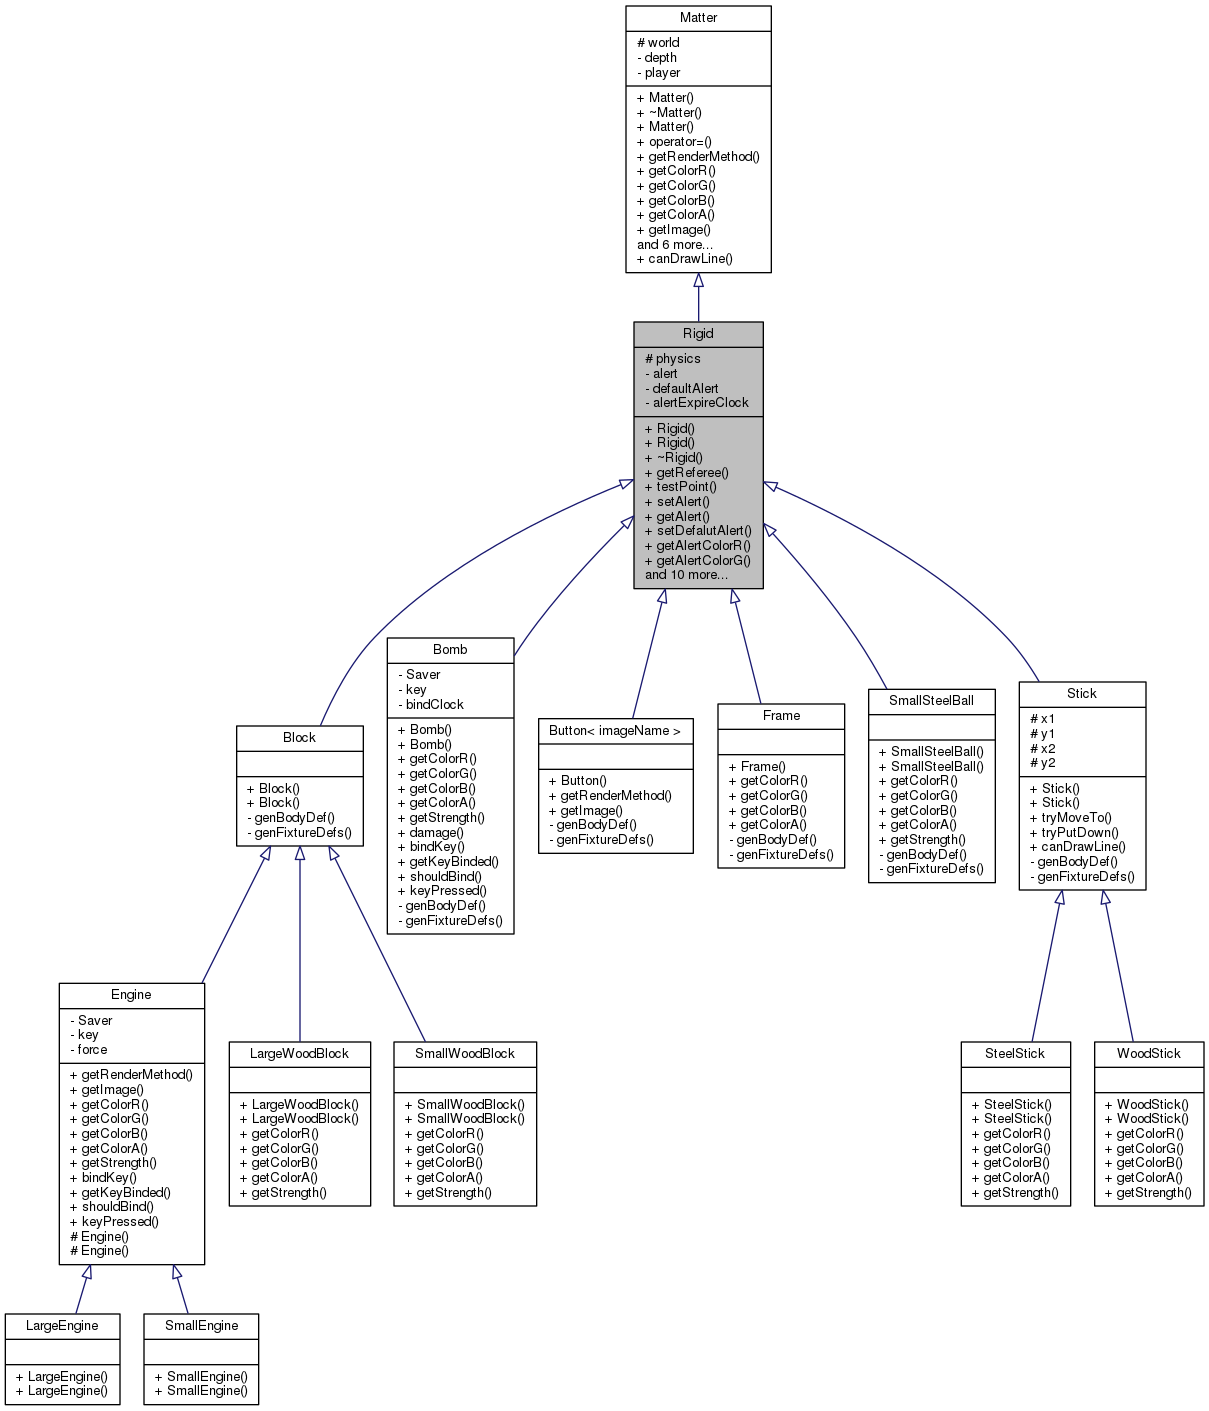 Matter
# world
- depth
- player
+ Matter()
+ ~Matter()
+ Matter()
+ operator=()
+ getRenderMethod()
+ getColorR()
+ getColorG()
+ getColorB()
+ getColorA()
+ getImage()
and 6 more...
+ canDrawLine()
Rigid
# physics
- alert
- defaultAlert
- alertExpireClock
+ Rigid()
+ Rigid()
+ ~Rigid()
+ getReferee()
+ testPoint()
+ setAlert()
+ getAlert()
+ setDefalutAlert()
+ getAlertColorR()
+ getAlertColorG()
and 10 more...
Block
+ Block()
+ Block()
- genBodyDef()
- genFixtureDefs()
Bomb
- Saver
- key
- bindClock
+ Bomb()
+ Bomb()
+ getColorR()
+ getColorG()
+ getColorB()
+ getColorA()
+ getStrength()
+ damage()
+ bindKey()
+ getKeyBinded()
+ shouldBind()
+ keyPressed()
- genBodyDef()
- genFixtureDefs()
Button< imageName >
+ Button()
+ getRenderMethod()
+ getImage()
- genBodyDef()
- genFixtureDefs()
Frame
+ Frame()
+ getColorR()
+ getColorG()
+ getColorB()
+ getColorA()
- genBodyDef()
- genFixtureDefs()
SmallSteelBall
+ SmallSteelBall()
+ SmallSteelBall()
+ getColorR()
+ getColorG()
+ getColorB()
+ getColorA()
+ getStrength()
- genBodyDef()
- genFixtureDefs()
Stick
# x1
# y1
# x2
# y2
+ Stick()
+ Stick()
+ tryMoveTo()
+ tryPutDown()
+ canDrawLine()
- genBodyDef()
- genFixtureDefs()
Engine
- Saver
- key
- force
+ getRenderMethod()
+ getImage()
+ getColorR()
+ getColorG()
+ getColorB()
+ getColorA()
+ getStrength()
+ bindKey()
+ getKeyBinded()
+ shouldBind()
+ keyPressed()
# Engine()
# Engine()
LargeWoodBlock
+ LargeWoodBlock()
+ LargeWoodBlock()
+ getColorR()
+ getColorG()
+ getColorB()
+ getColorA()
+ getStrength()
SmallWoodBlock
+ SmallWoodBlock()
+ SmallWoodBlock()
+ getColorR()
+ getColorG()
+ getColorB()
+ getColorA()
+ getStrength()
SteelStick
+ SteelStick()
+ SteelStick()
+ getColorR()
+ getColorG()
+ getColorB()
+ getColorA()
+ getStrength()
WoodStick
+ WoodStick()
+ WoodStick()
+ getColorR()
+ getColorG()
+ getColorB()
+ getColorA()
+ getStrength()
LargeEngine
+ LargeEngine()
+ LargeEngine()
SmallEngine
+ SmallEngine()
+ SmallEngine()